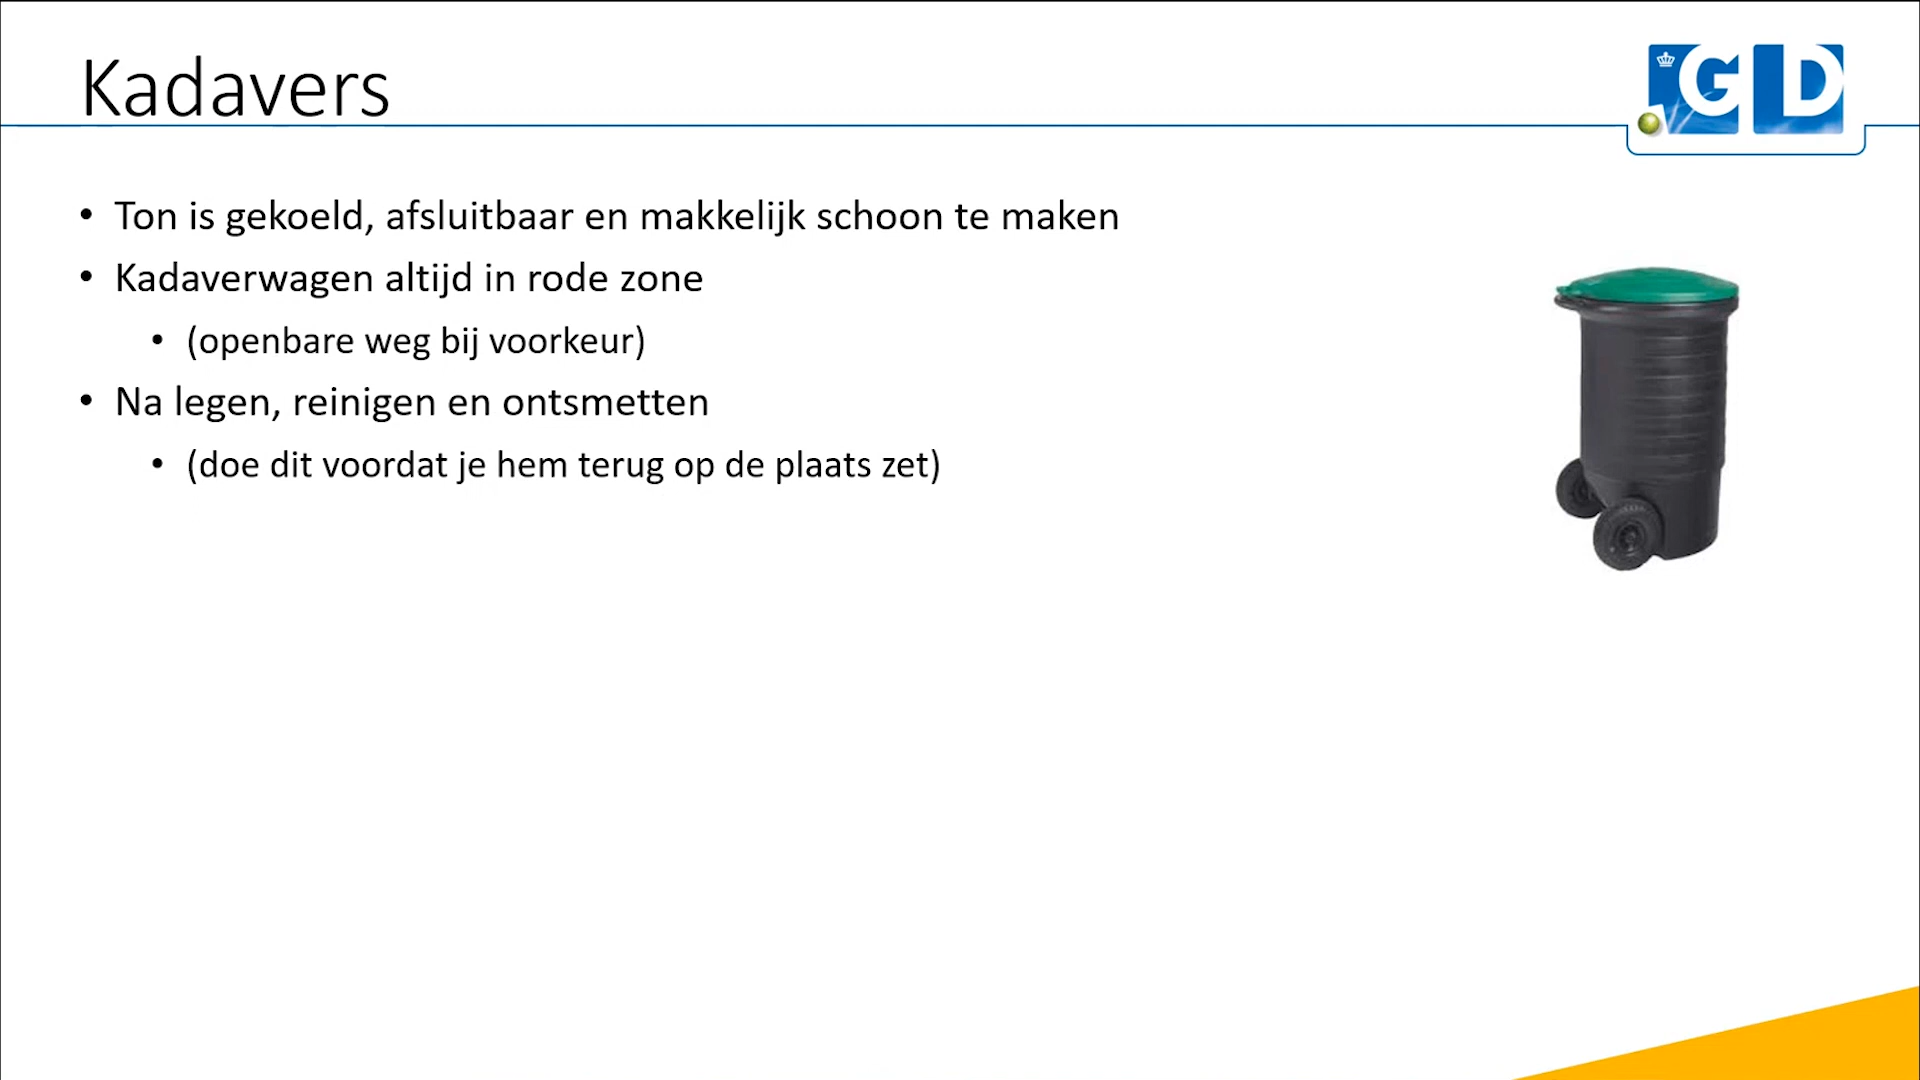 Kadavers
GD
• Ton is gekoeld, afsluitbaar en makkelijk schoon te maken
• Kadaverwagen altijd in rode zone
• (openbare weg bij voorkeur)
• Na legen, reinigen en ontsmetten
• (doe dit voordat je hem terug op de plaats zet)